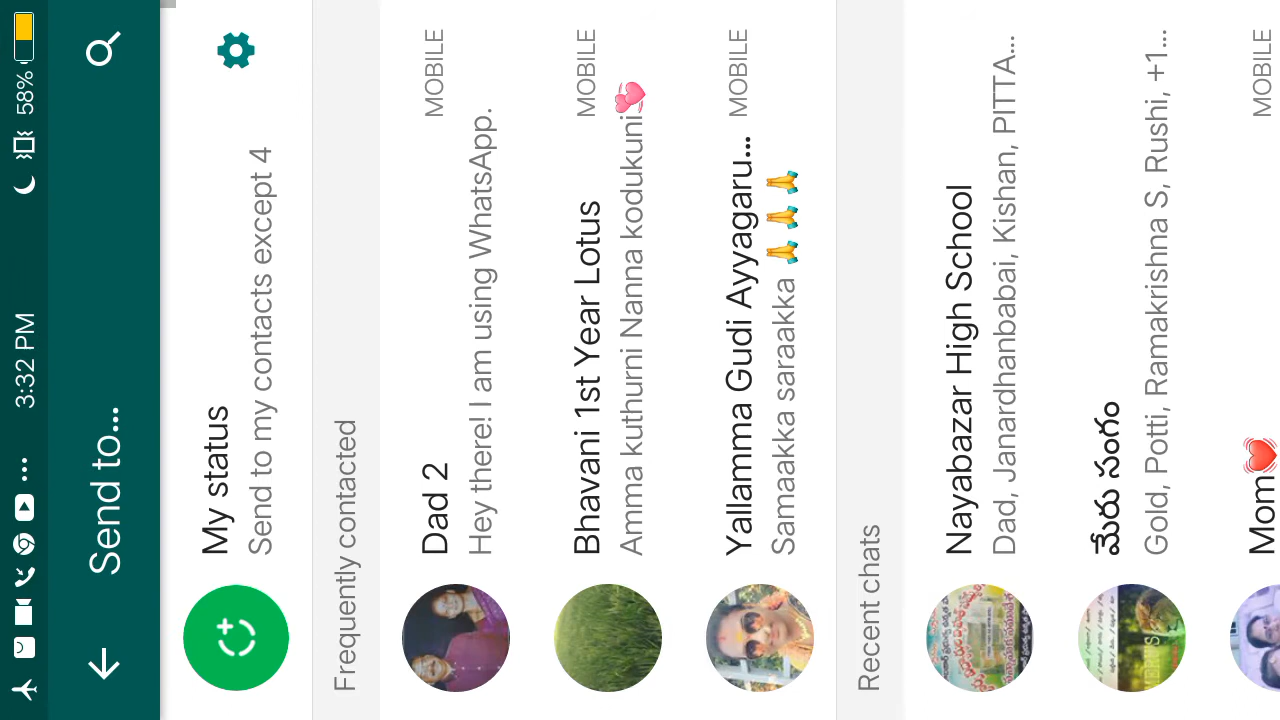 3:32 PM 58%
Send to...
My status
Send to my contacts except 4
Frequently contacted
Dad 2
Hey there! I am using WhatsApp. MOBILE
Bhavani 1st Year Lotus
Amma kuthurni Nanna kodukuni💞 MOBILE
Yallamma Gudi Ayyagaru... MOBILE
Samaakka saraakka 🙏🙏🙏
Recent chats
Nayabazar High School
Dad, Janardhanbabai, Kishan, PITTA...
మేరు సంగం
Gold, Potti, Ramakrishna S, Rushi, +1...
Mom💓 MOBILE